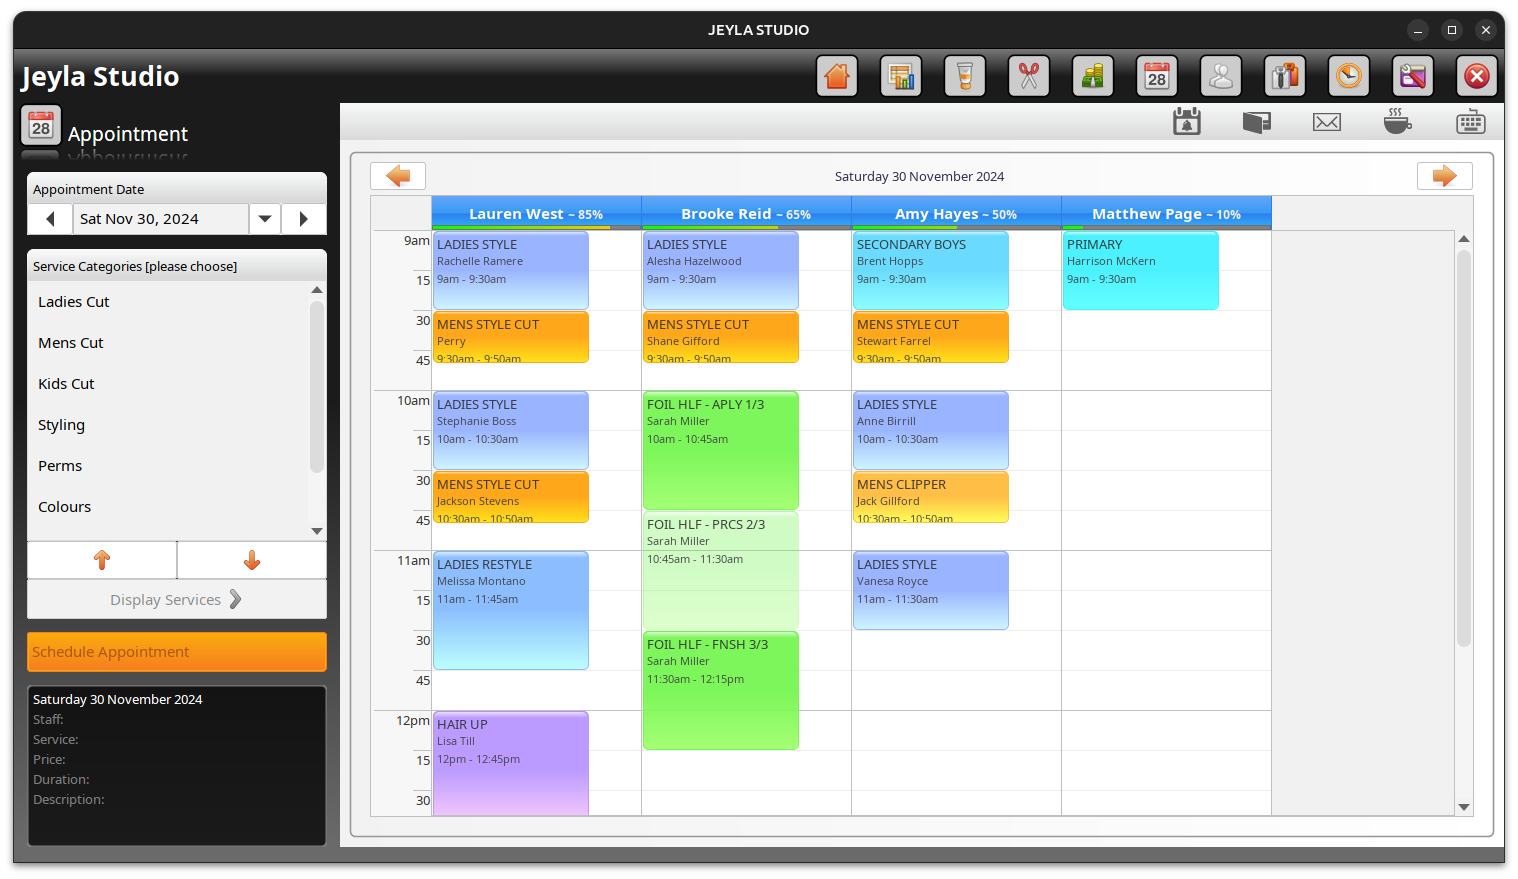 JEYLA STUDIO
Jeyla Studio
28
28
Appointment
Appointment Date
Sat Nov 30, 2024
Service Categories [please choose]
Ladies Cut
Mens Cut
Kids Cut
Styling
Perms
Colours
Display Services
Schedule Appointment
Saturday 30 November 2024
Staff:
Service:
Price:
Duration:
Description:
Saturday 30 November 2024
Lauren West ~ 85%
Brooke Reid ~ 65%
Amy Hayes ~ 50%
Matthew Page ~ 10%
9am
15
30
45
10am
15
30
45
11am
15
30
45
12pm
15
30
LADIES STYLE
Rachelle Ramere
9am - 9:30am
MENS STYLE CUT
Perry
9:30am - 9:50am
LADIES STYLE
Stephanie Boss
10am - 10:30am
MENS STYLE CUT
Jackson Stevens
10:30am - 10:50am
LADIES RESTYLE
Melissa Montano
11am - 11:45am
HAIR UP
Lisa Till
12pm - 12:45pm
LADIES STYLE
Alesha Hazelwood
9am - 9:30am
MENS STYLE CUT
Shane Gifford
9:30am - 9:50am
FOIL HLF - APLY 1/3
Sarah Miller
10am - 10:45am
FOIL HLF - PRCS 2/3
Sarah Miller
10:45am - 11:30am
FOIL HLF - FNSH 3/3
Sarah Miller
11:30am - 12:15pm
SECONDARY BOYS
Brent Hopps
9am - 9:30am
MENS STYLE CUT
Stewart Farrel
9:30am - 9:50am
LADIES STYLE
Anne Birrill
10am - 10:30am
MENS CLIPPER
Jack Gillford
10:30am - 10:50am
LADIES STYLE
Vanesa Royce
11am - 11:30am
PRIMARY
Harrison McKern
9am - 9:30am